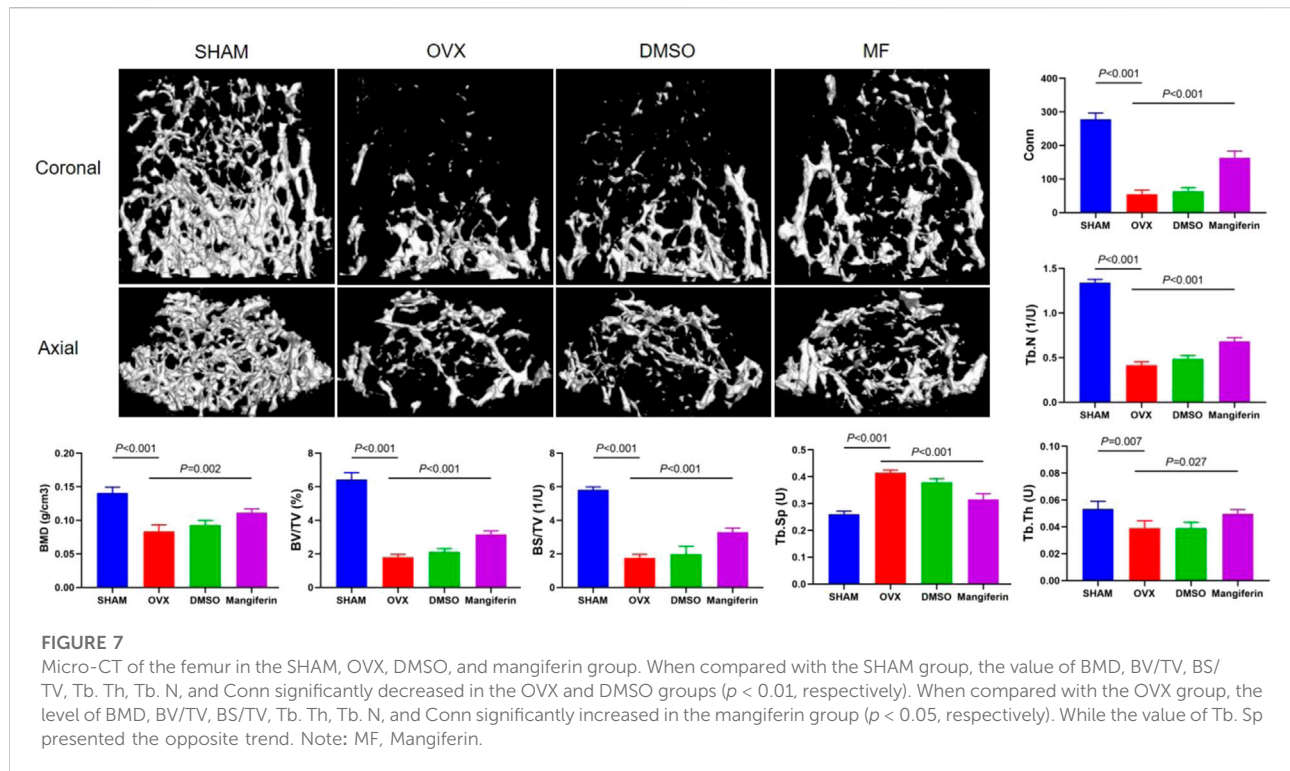 SHAM OVX DMSO MF
Coronal
Axial
Conn
400
300
200
100
0
P<0.001
P<0.001
SHAM OVX DMSO Mangiferin
Tb.N (1/U)
1.5
1.0
0.5
0.0
P<0.001
P<0.001
SHAM OVX DMSO Mangiferin
BMD (g/cm3)
0.20
0.15
0.10
0.05
0.00
P<0.001
P=0.002
SHAM OVX DMSO Mangiferin
BV/TV (%)
8
6
4
2
0
P<0.001
P<0.001
SHAM OVX DMSO Mangiferin
BS/TV (1/U)
8
6
4
2
0
P<0.001
P<0.001
SHAM OVX DMSO Mangiferin
Tb.Sp (U)
0.5
0.4
0.3
0.2
0.1
0.0
P<0.001
P<0.001
SHAM OVX DMSO Mangiferin
Tb.Th (U)
0.10
0.08
0.06
0.04
0.02
0.00
P=0.007
P=0.027
SHAM OVX DMSO Mangiferin
FIGURE 7
Micro-CT of the femur in the SHAM, OVX, DMSO, and mangiferin group. When compared with the SHAM group, the value of BMD, BV/TV, BS/
TV, Tb. Th, Tb. N, and Conn significantly decreased in the OVX and DMSO groups (p < 0.01, respectively). When compared with the OVX group, the
level of BMD, BV/TV, BS/TV, Tb. Th, Tb. N, and Conn significantly increased in the mangiferin group (p < 0.05, respectively). While the value of Tb. Sp
presented the opposite trend. Note: MF, Mangiferin.